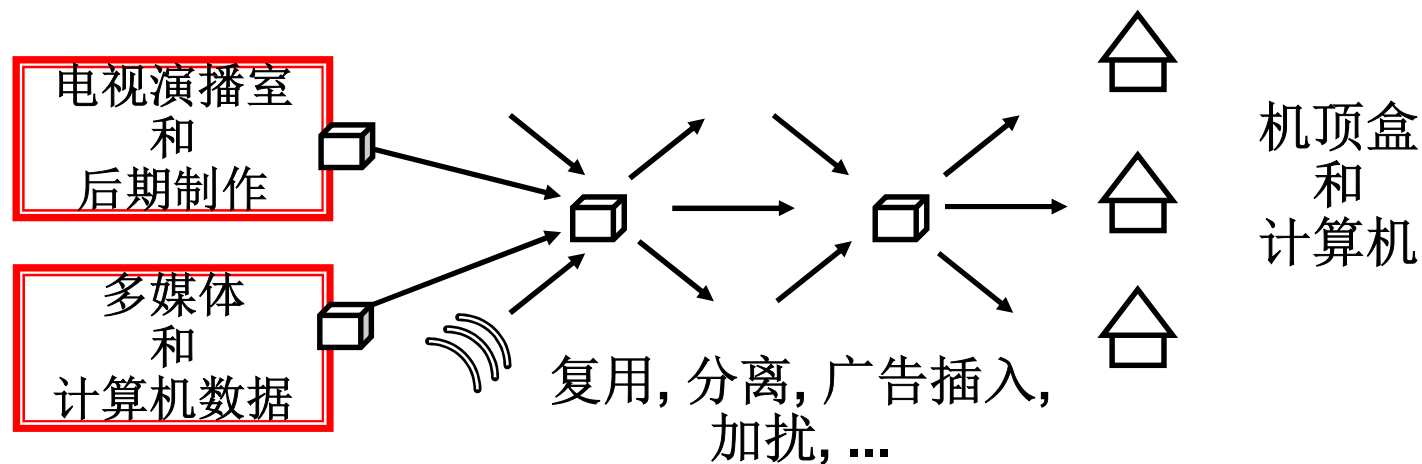 电视演播室
和
后期制作
多媒体
和
计算机数据
复用, 分离, 广告插入,
加扰, ...
机顶盒
和
计算机